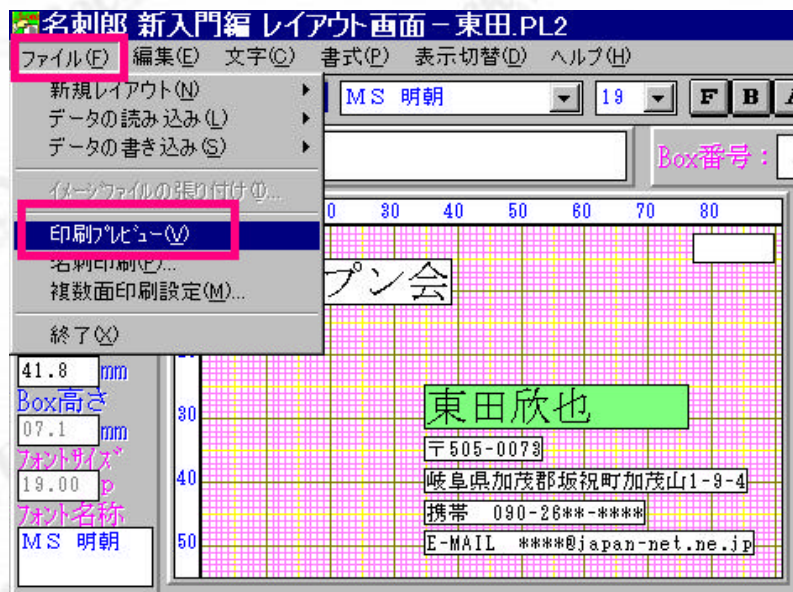 名刺郎 新入門編 レイアウト画面 － 東田.PL2
ファイル(F) 編集(E) 文字(C) 書式(P) 表示切替(D) ヘルプ(H)
新規レイアウト(N)
データの読み込み(L)
データの書き込み(S)
イメージファイルの張り付け(I)...
印刷プレビュー(V)
名刺印刷(P)...
複数面印刷設定(M)...
終了(X)
ＭＳ 明朝 19 F B
Box番号：
0 30 40 50 60 70 80
プン会
41.8 mm
Box高さ
07.1 mm
フォントサイズ
19.00 p
フォント名称
ＭＳ 明朝
30
40
50
東田欣也
〒505-0073
岐阜県加茂郡坂祝町加茂山1-9-4
携帯 090-26**-****
E-MAIL ****@japan-net.ne.jp